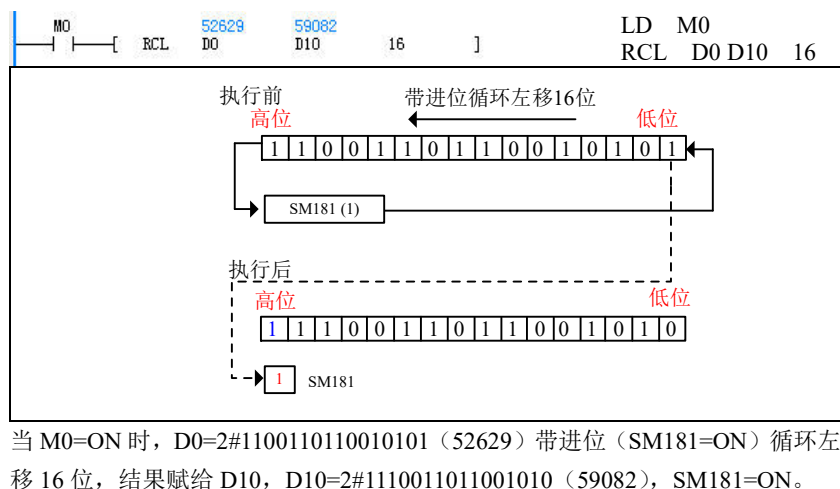 M0 52629 59082 LD M0
RCL D0 D10 16 ] RCL D0 D10 16
执行前 带进位循环左移16位
高位 低位
1 1 0 0 1 1 0 1 1 0 0 1 0 1 0 1
SM181 (1)
执行后
高位 低位
1 1 1 0 0 1 1 0 1 1 0 0 1 0 1 0
1 SM181
当 M0=ON 时，D0=2#1100110110010101（52629）带进位（SM181=ON）循环左
移 16 位，结果赋给 D10，D10=2#1110011011001010（59082），SM181=ON。